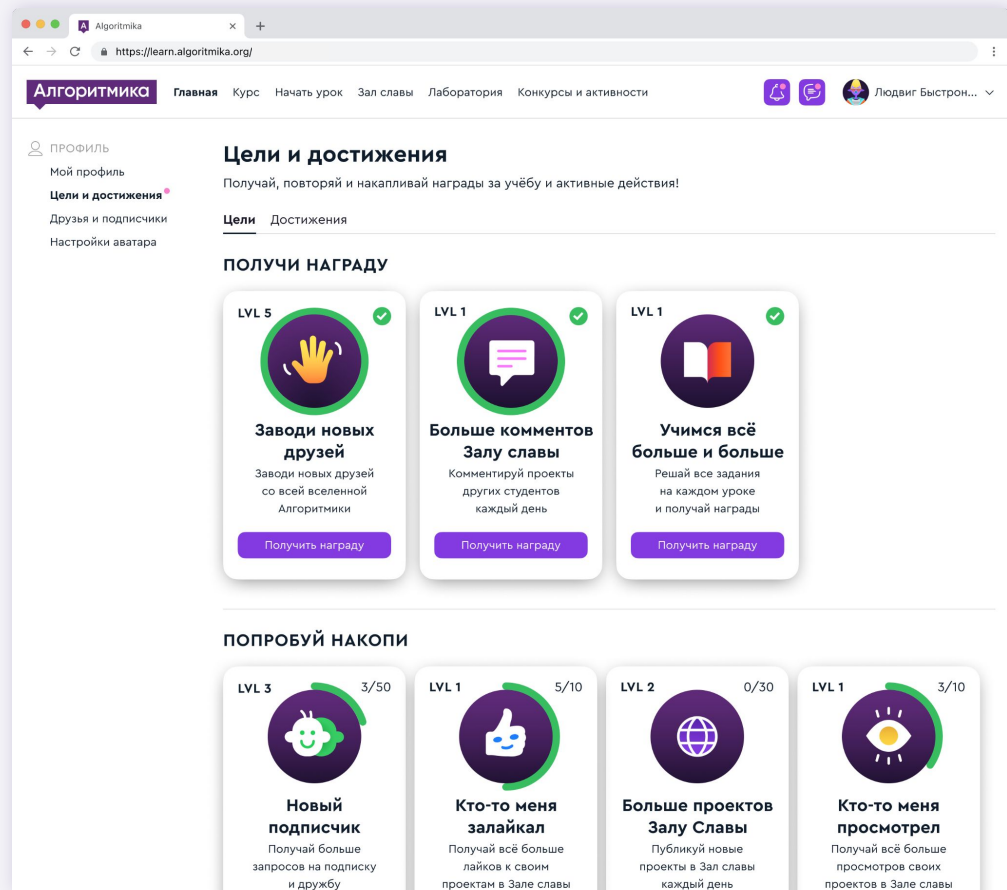 Algoritmika
https://learn.algoritmika.org/
Алгоритмика
Главная Курс Начать урок Зал славы Лаборатория Конкурсы и активности
Людвиг Быстрон...
ПРОФИЛЬ
Мой профиль
Цели и достижения
Друзья и подписчики
Настройки аватара
Цели и достижения
Получай, повторяй и накапливай награды за учёбу и активные действия!
Цели Достижения
ПОЛУЧИ НАГРАДУ
LVL 5
Заводи новых
друзей
Заводи новых друзей
со всей вселенной
Алгоритмики
Получить награду
LVL 1
Больше комментов
Залу славы
Комментируй проекты
других студентов
каждый день
Получить награду
LVL 1
Учимся всё
больше и больше
Решай все задания
на каждом уроке
и получай награды
Получить награду
ПОПРОБУЙ НАКОПИ
LVL 3 3/50
Новый
подписчик
Получай больше
запросов на подписку
и дружбу
LVL 1 5/10
Кто-то меня
залайкал
Получай всё больше
лайков к своим
проектам в Зале славы
LVL 2 0/30
Больше проектов
Залу Славы
Публикуй новые
проекты в Зал славы
каждый день
LVL 1 3/10
Кто-то меня
просмотрел
Получай всё больше
просмотров своих
проектов в Зале славы